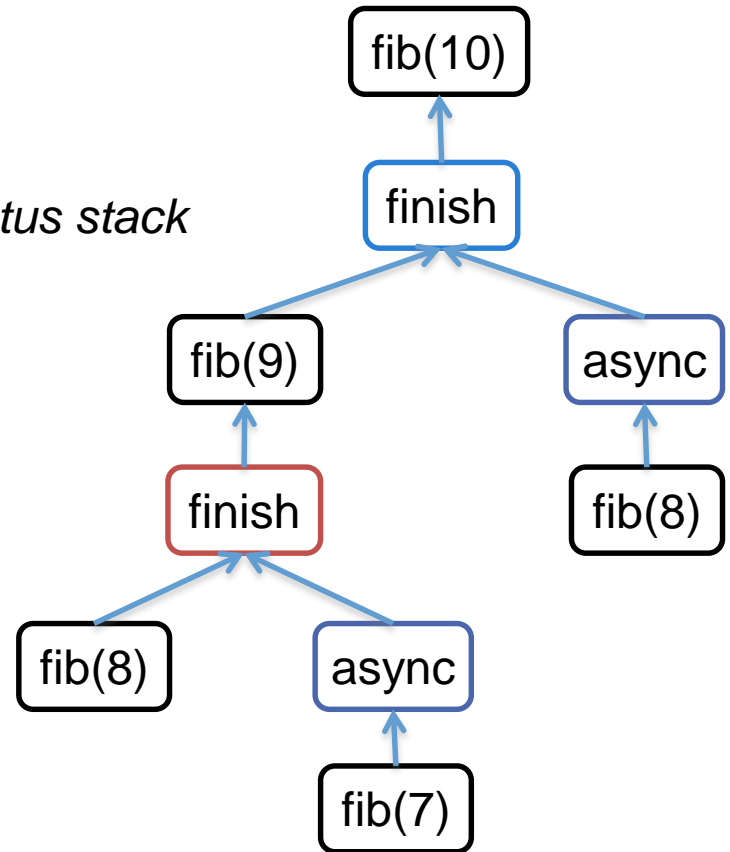 fib(10)
finish
tus stack
fib(9)
async
finish
fib(8)
fib(8)
async
fib(7)